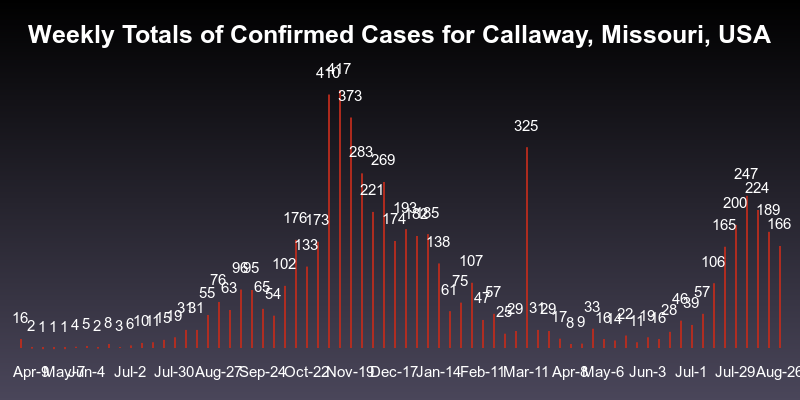 Weekly Totals of Confirmed Cases for Callaway, Missouri, USA
16 2 1 1 1 4 5 2 8 3 6 10 11 15 19 31 31 55 76 63 96 95 65 54 102 176 133 173 410 417 373 283 221 269 174 193 182 185 138 61 75 107 47 57 25 29 325 31 29 17 8 9 33 16 14 22 11 19 16 28 46 39 57 106 165 200 247 224 189 166
Apr-9 May-7 Jun-4 Jul-2 Jul-30 Aug-27 Sep-24 Oct-22 Nov-19 Dec-17 Jan-14 Feb-11 Mar-11 Apr-8 May-6 Jun-3 Jul-1 Jul-29 Aug-26